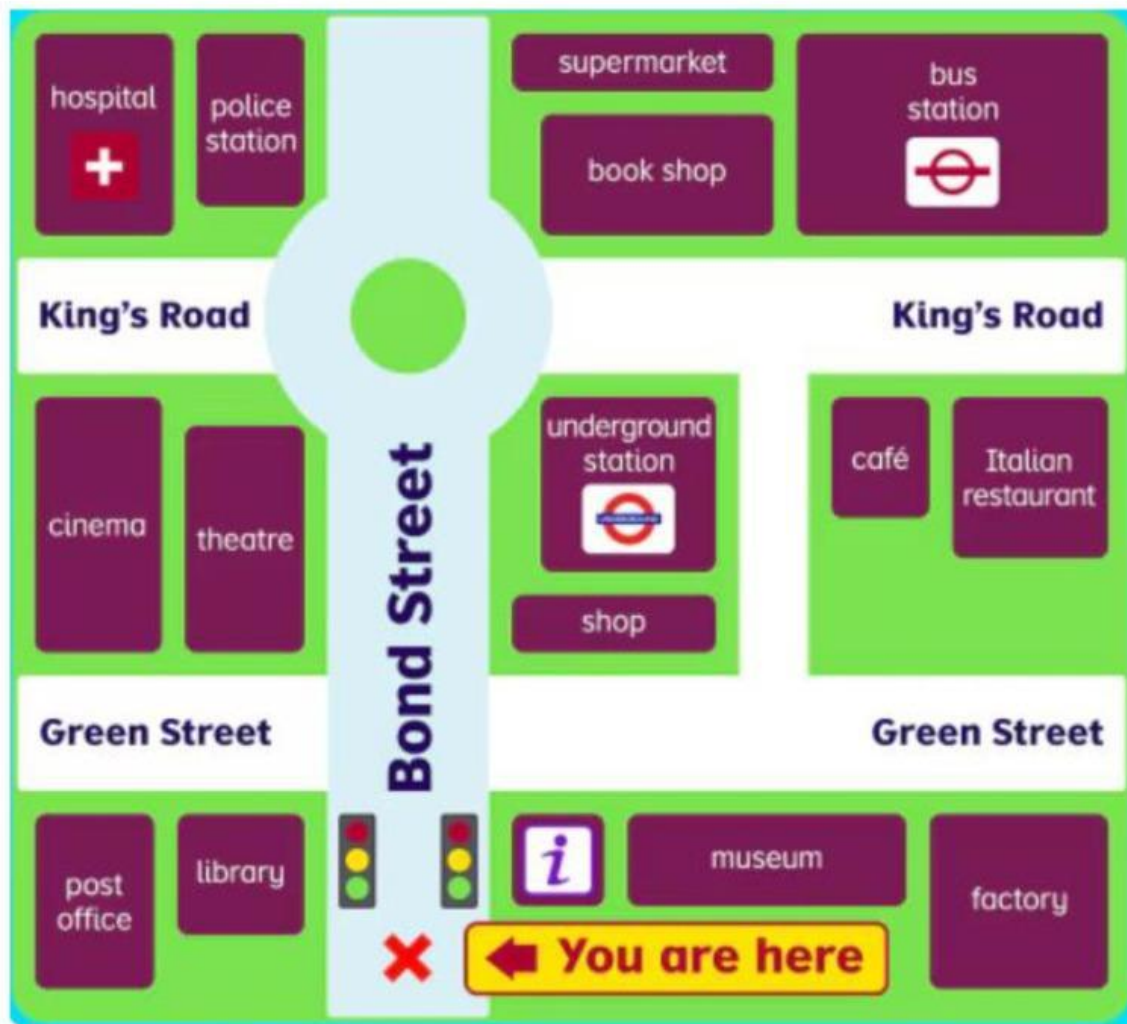 hospital
police
station
supermarket
book shop
bus
station
King's Road
King's Road
cinema
theatre
Bond Street
underground
station
UNDERGROUND
shop
café
Italian
restaurant
Green Street
Green Street
post
office
library
i
museum
factory
You are here